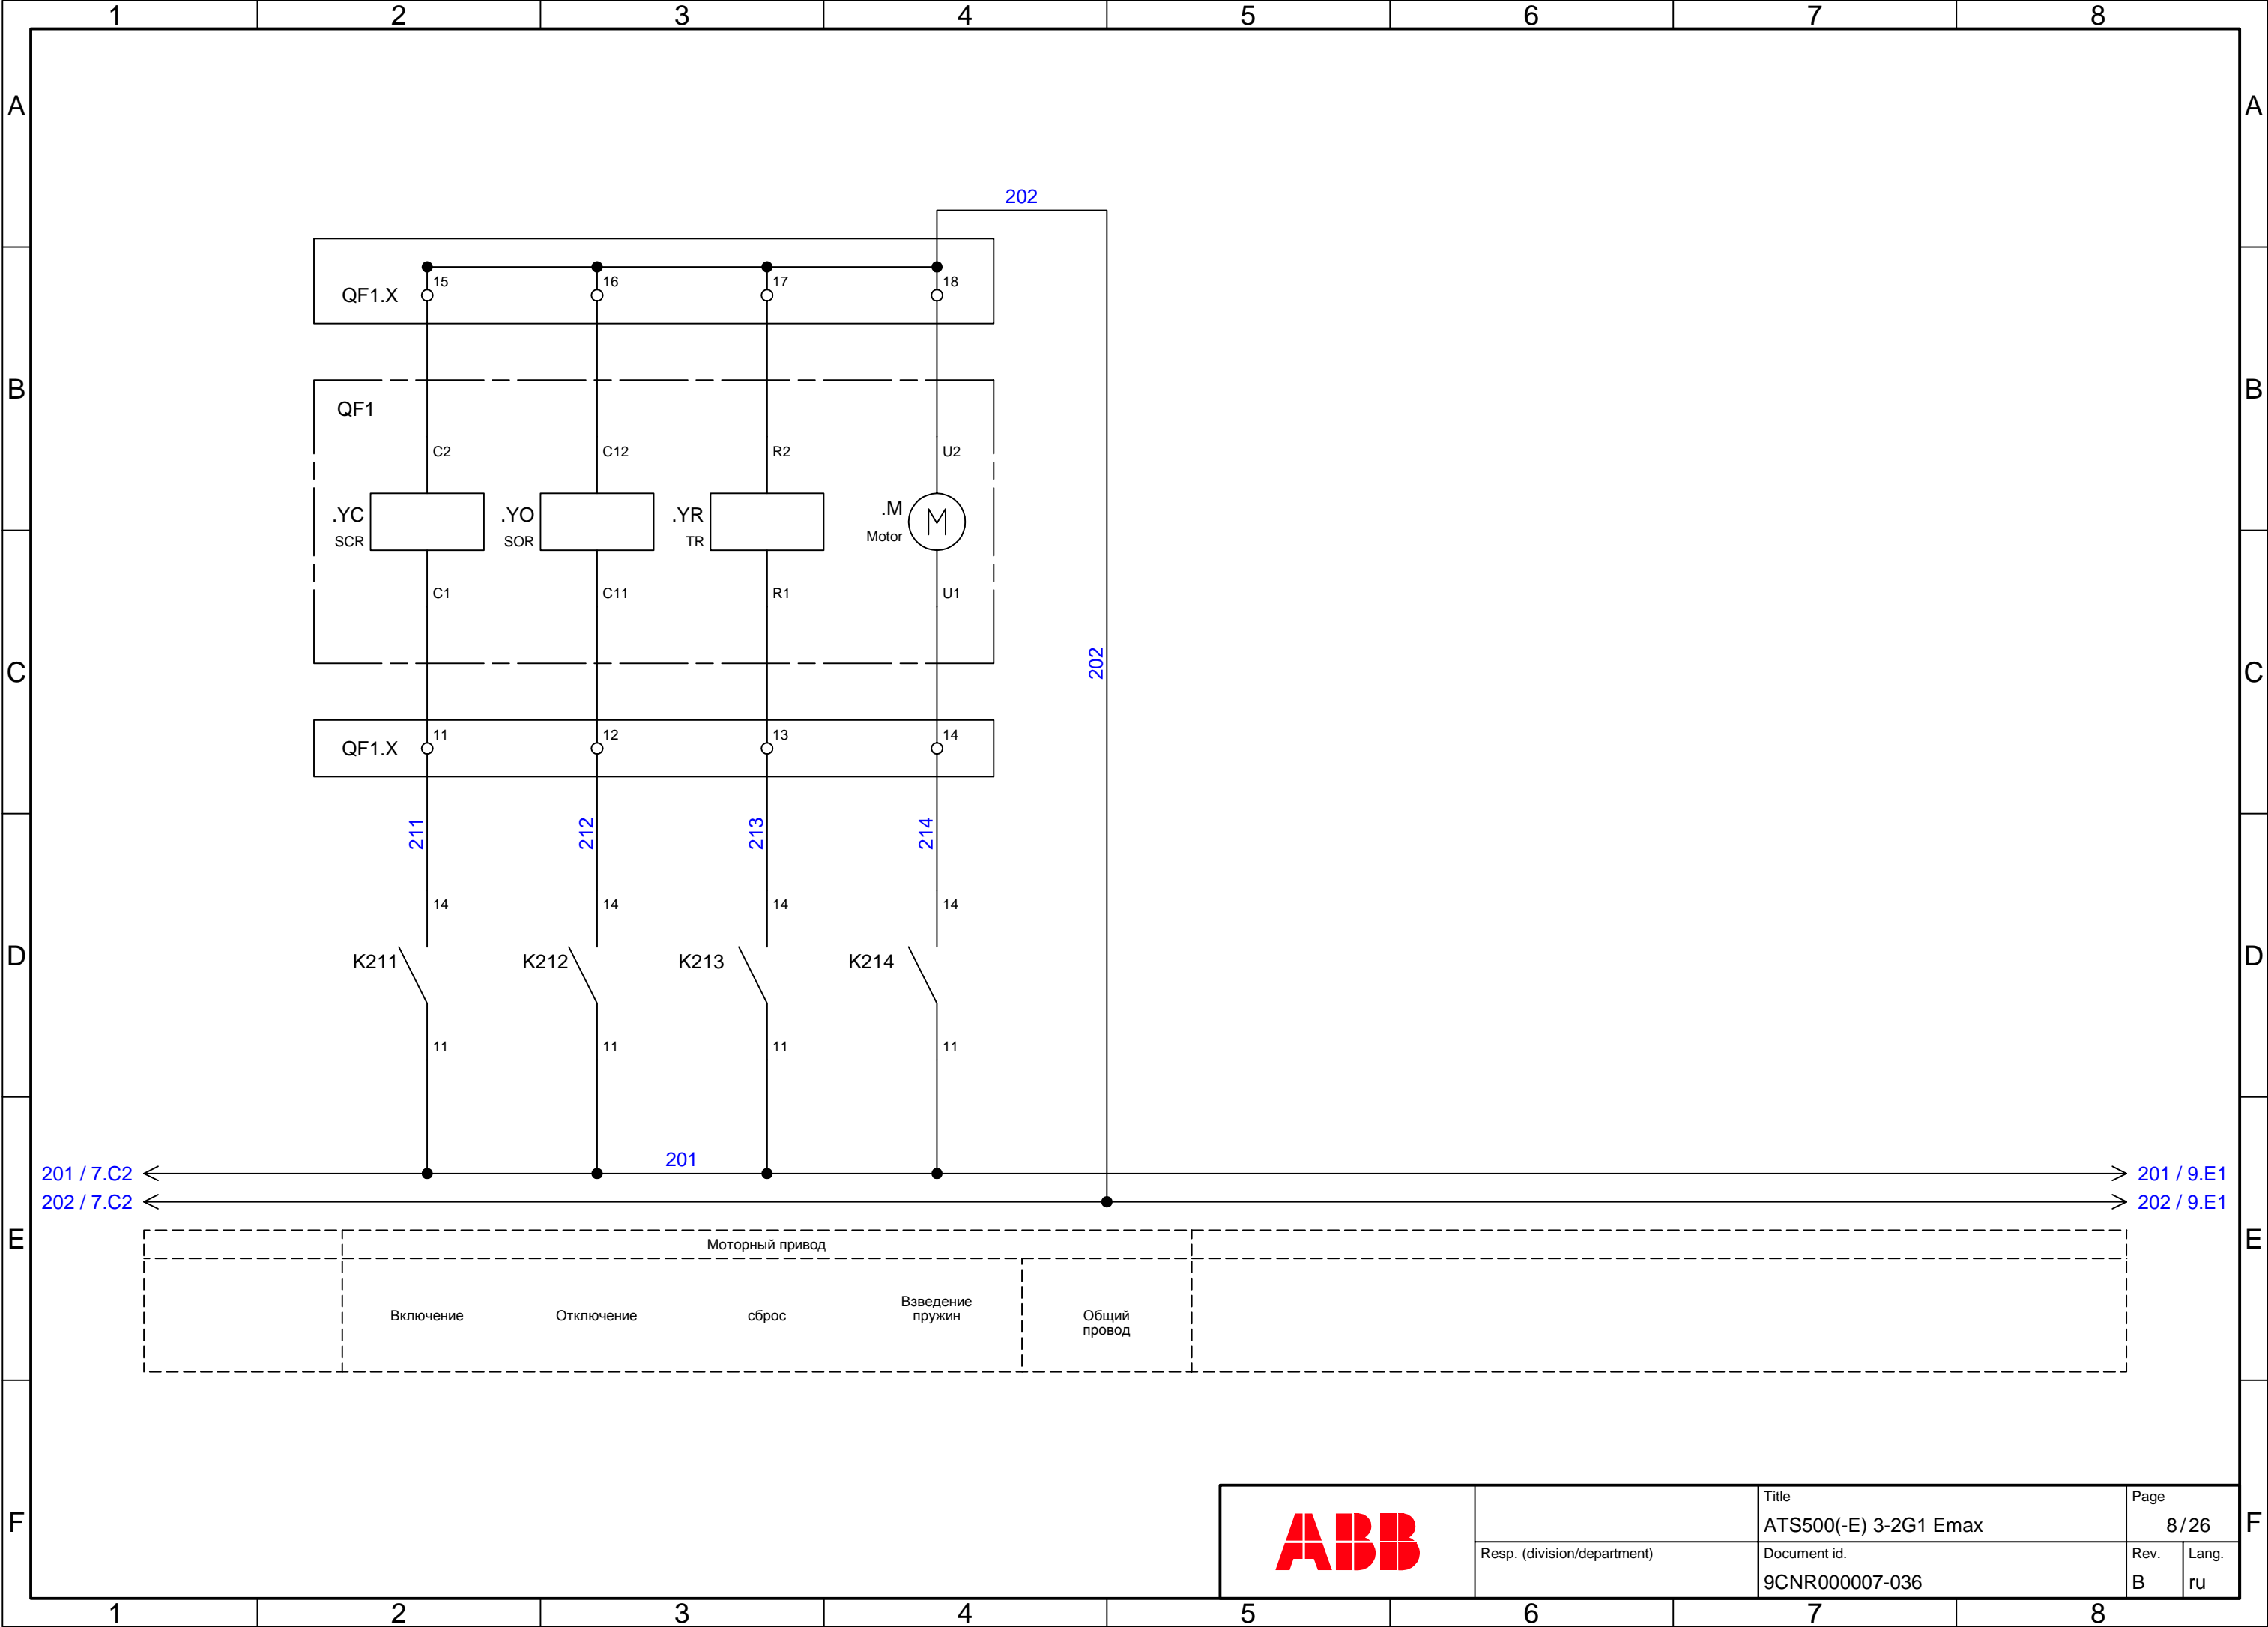 1 2 3 4 5 6 7 8
A A
202
QF1.X 15 16 17 18
B B
QF1
C2 C12 R2 U2
.YC .YO .YR .M M
SCR SOR TR Motor
C1 C11 R1 U1
202
C C
QF1.X 11 12 13 14
211 212 213 214
14 14 14 14
K211 K212 K213 K214
D D
11 11 11 11
201
201 / 7.C2 201 / 9.E1
202 / 7.C2 202 / 9.E1
E E
Моторный привод
Включение Отключение сброс Взведение
пружин
Общий
провод
F F
ABB
Title
ATS500(-E) 3-2G1 Emax
Page
8/26
Resp. (division/department)
Document id.
9CNR000007-036
Rev.
B
Lang.
ru
1 2 3 4 5 6 7 8